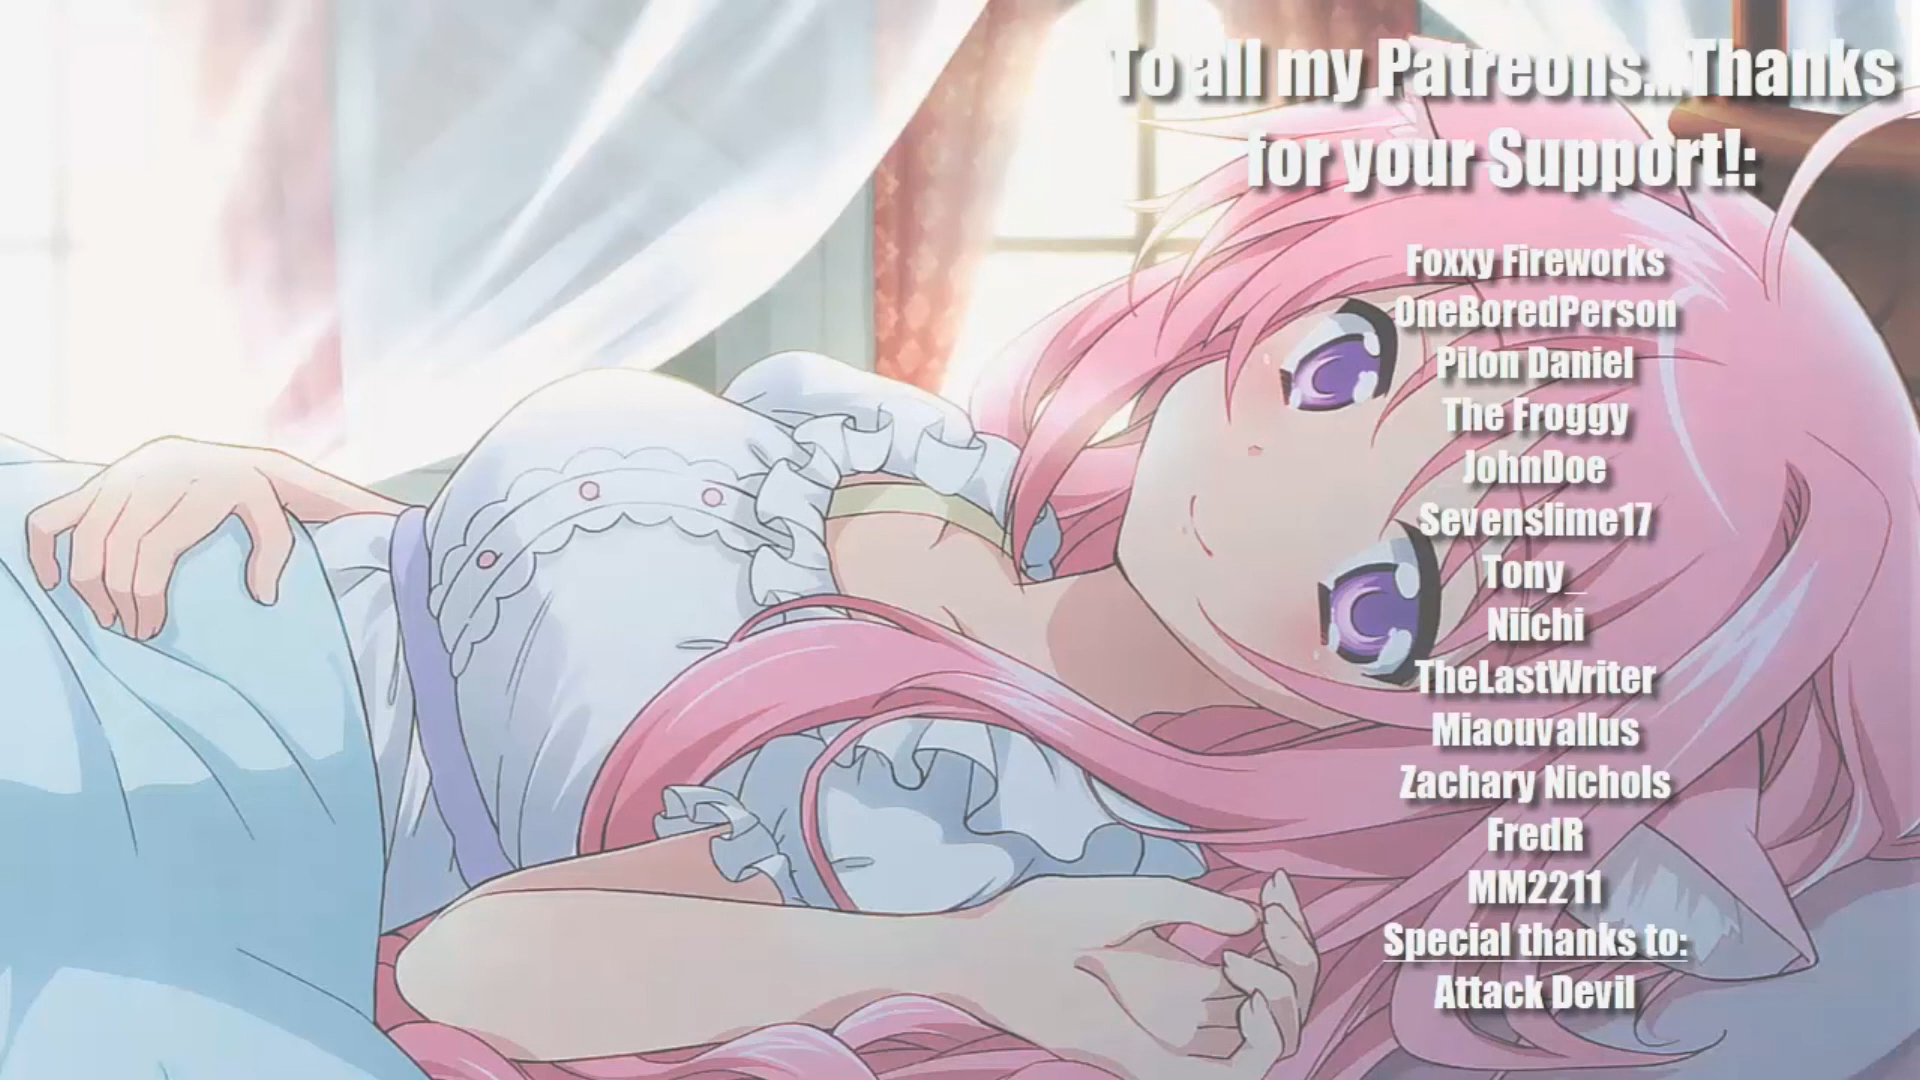 To all my Patreons...Thanks
for your Support!:
Foxxy Fireworks
OneBoredPerson
Pilon Daniel
The Froggy
JohnDoe
Sevenslime17
Tony_
Niichi
TheLastWriter
Miaouvallus
Zachary Nichols
FredR
MM2211
Special thanks to:
Attack Devil